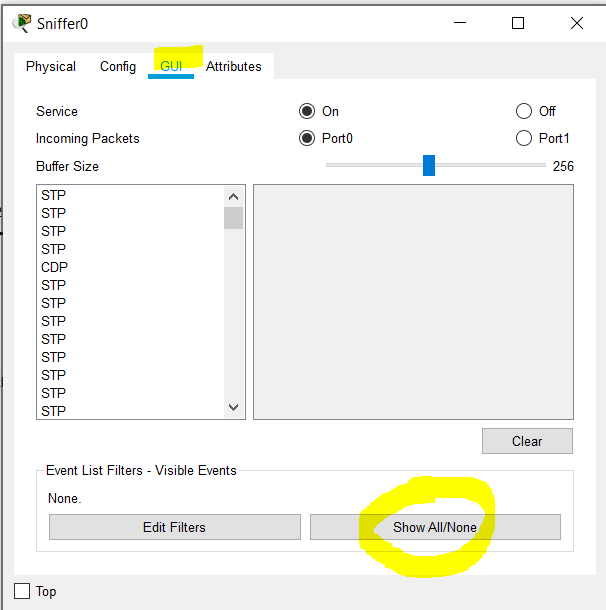 Sniffer0
Physical Config GUI Attributes
Service On Off
Incoming Packets Port0 Port1
Buffer Size 256
STP
STP
STP
STP
CDP
STP
STP
STP
STP
STP
STP
STP
STP
Clear
Event List Filters - Visible Events
None.
Edit Filters Show All/None
Top